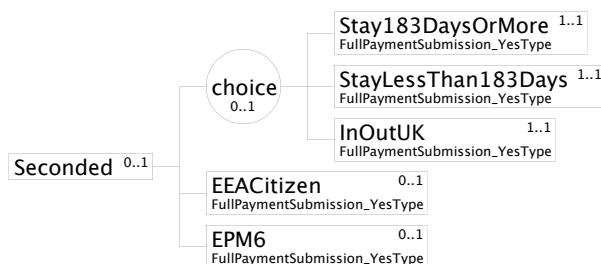 Stay183DaysOrMore 1..1
FullPaymentSubmission_YesType
choice
0..1
StayLessThan183Days 1..1
FullPaymentSubmission_YesType
InOutUK 1..1
FullPaymentSubmission_YesType
Seconded 0..1
EEACitizen 0..1
FullPaymentSubmission_YesType
EPM6 0..1
FullPaymentSubmission_YesType